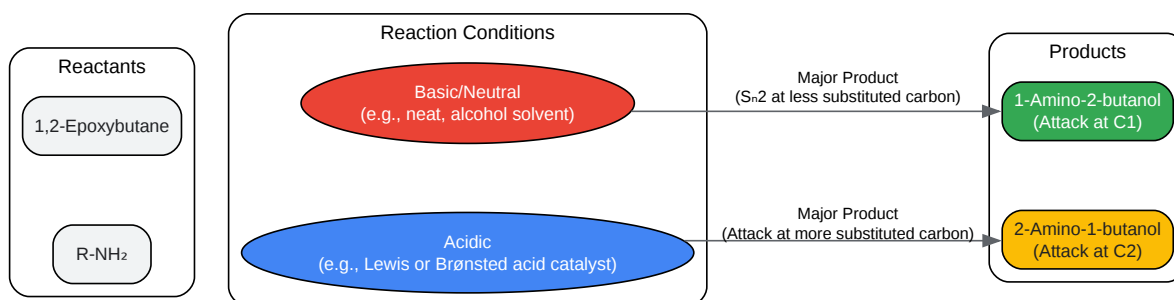 Reactants
1,2-Epoxybutane
R-NH₂
Reaction Conditions
Basic/Neutral
(e.g., neat, alcohol solvent)
Acidic
(e.g., Lewis or Brønsted acid catalyst)
Major Product
(Sₙ2 at less substituted carbon)
Major Product
(Attack at more substituted carbon)
Products
1-Amino-2-butanol
(Attack at C1)
2-Amino-1-butanol
(Attack at C2)